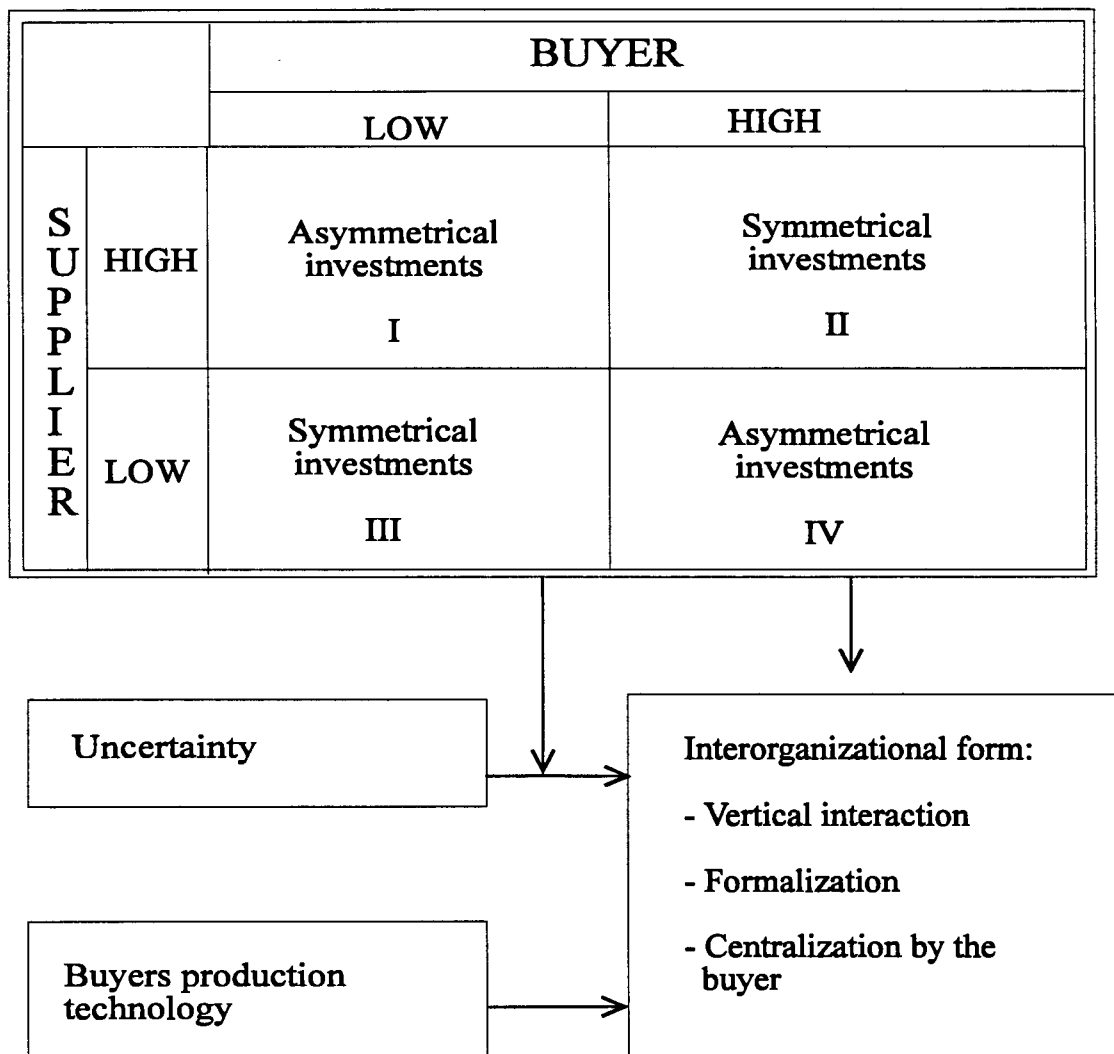 BUYER
LOW HIGH
SUPPLIER
HIGH
Asymmetrical
investments
I
Symmetrical
investments
II
LOW
Symmetrical
investments
III
Asymmetrical
investments
IV
Uncertainty
Interorganizational form:
- Vertical interaction
- Formalization
- Centralization by the
buyer
Buyers production
technology